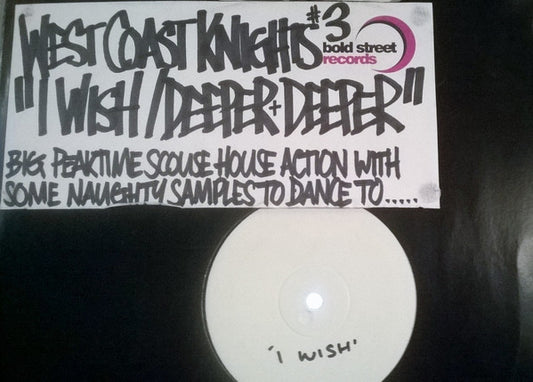 WEST COAST KNIGHTS #3
bold street
records
"I WISH / DEEPER + DEEPER"
BIG PEAKTIME SCOUSE HOUSE ACTION WITH
SOME NAUGHTY SAMPLES TO DANCE TO .....
'I WISH'